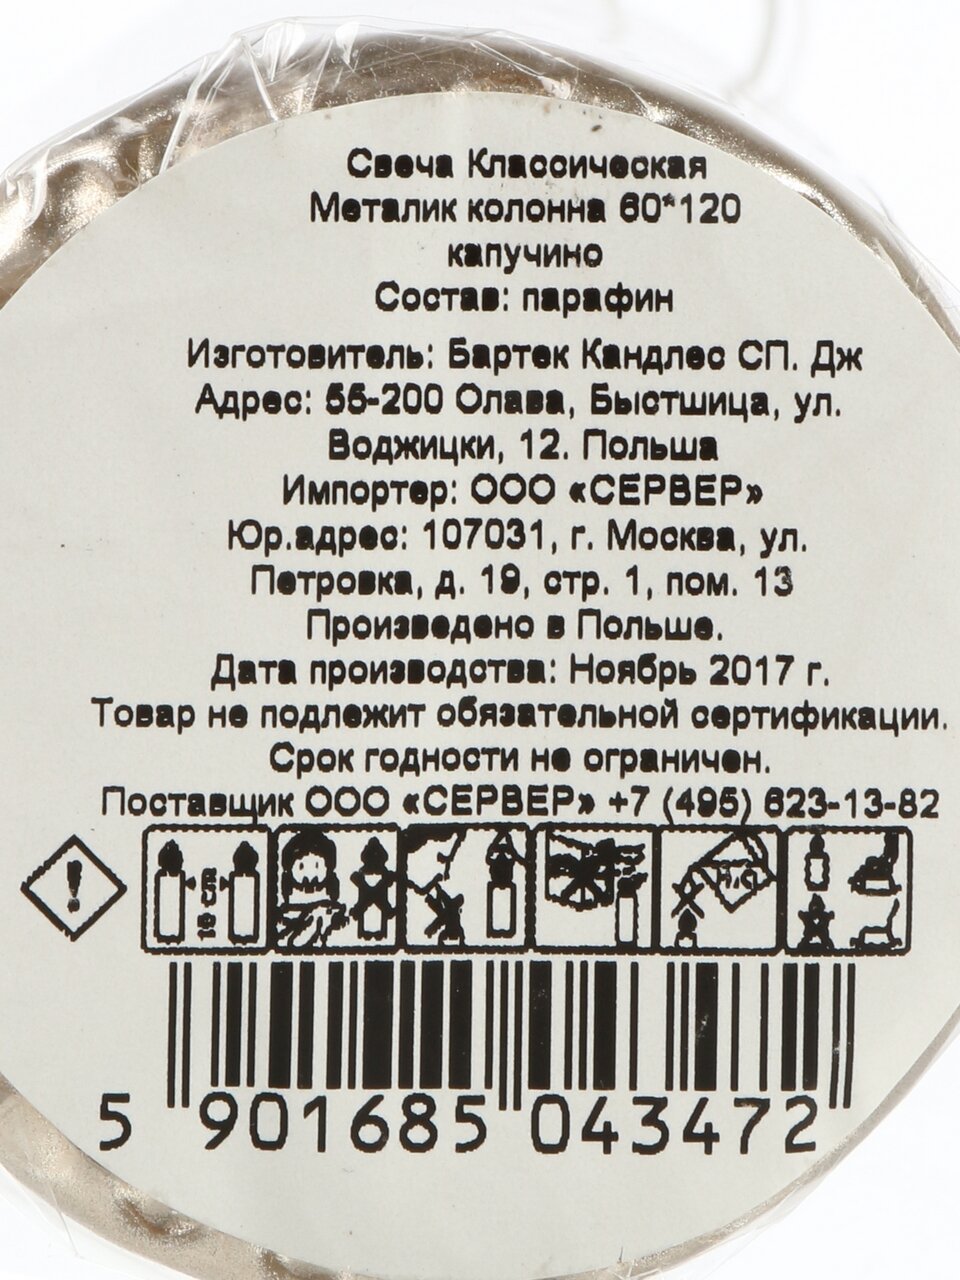 Свеча Классическая
Металик колонна 60*120
капучино
Состав: парафин
Изготовитель: Бартек Кандлес СП. Дж
Адрес: 55-200 Олава, Быстшица, ул.
Воджицки, 12. Польша
Импортер: ООО «СЕРВЕР»
Юр.адрес: 107031, г. Москва, ул.
Петровка, д. 19, стр. 1, пом. 13
Произведено в Польше.
Дата производства: Ноябрь 2017 г.
Товар не подлежит обязательной сертификации.
Срок годности не ограничен.
Поставщик ООО «СЕРВЕР» +7 (495) 623-13-82
5 901685 043472